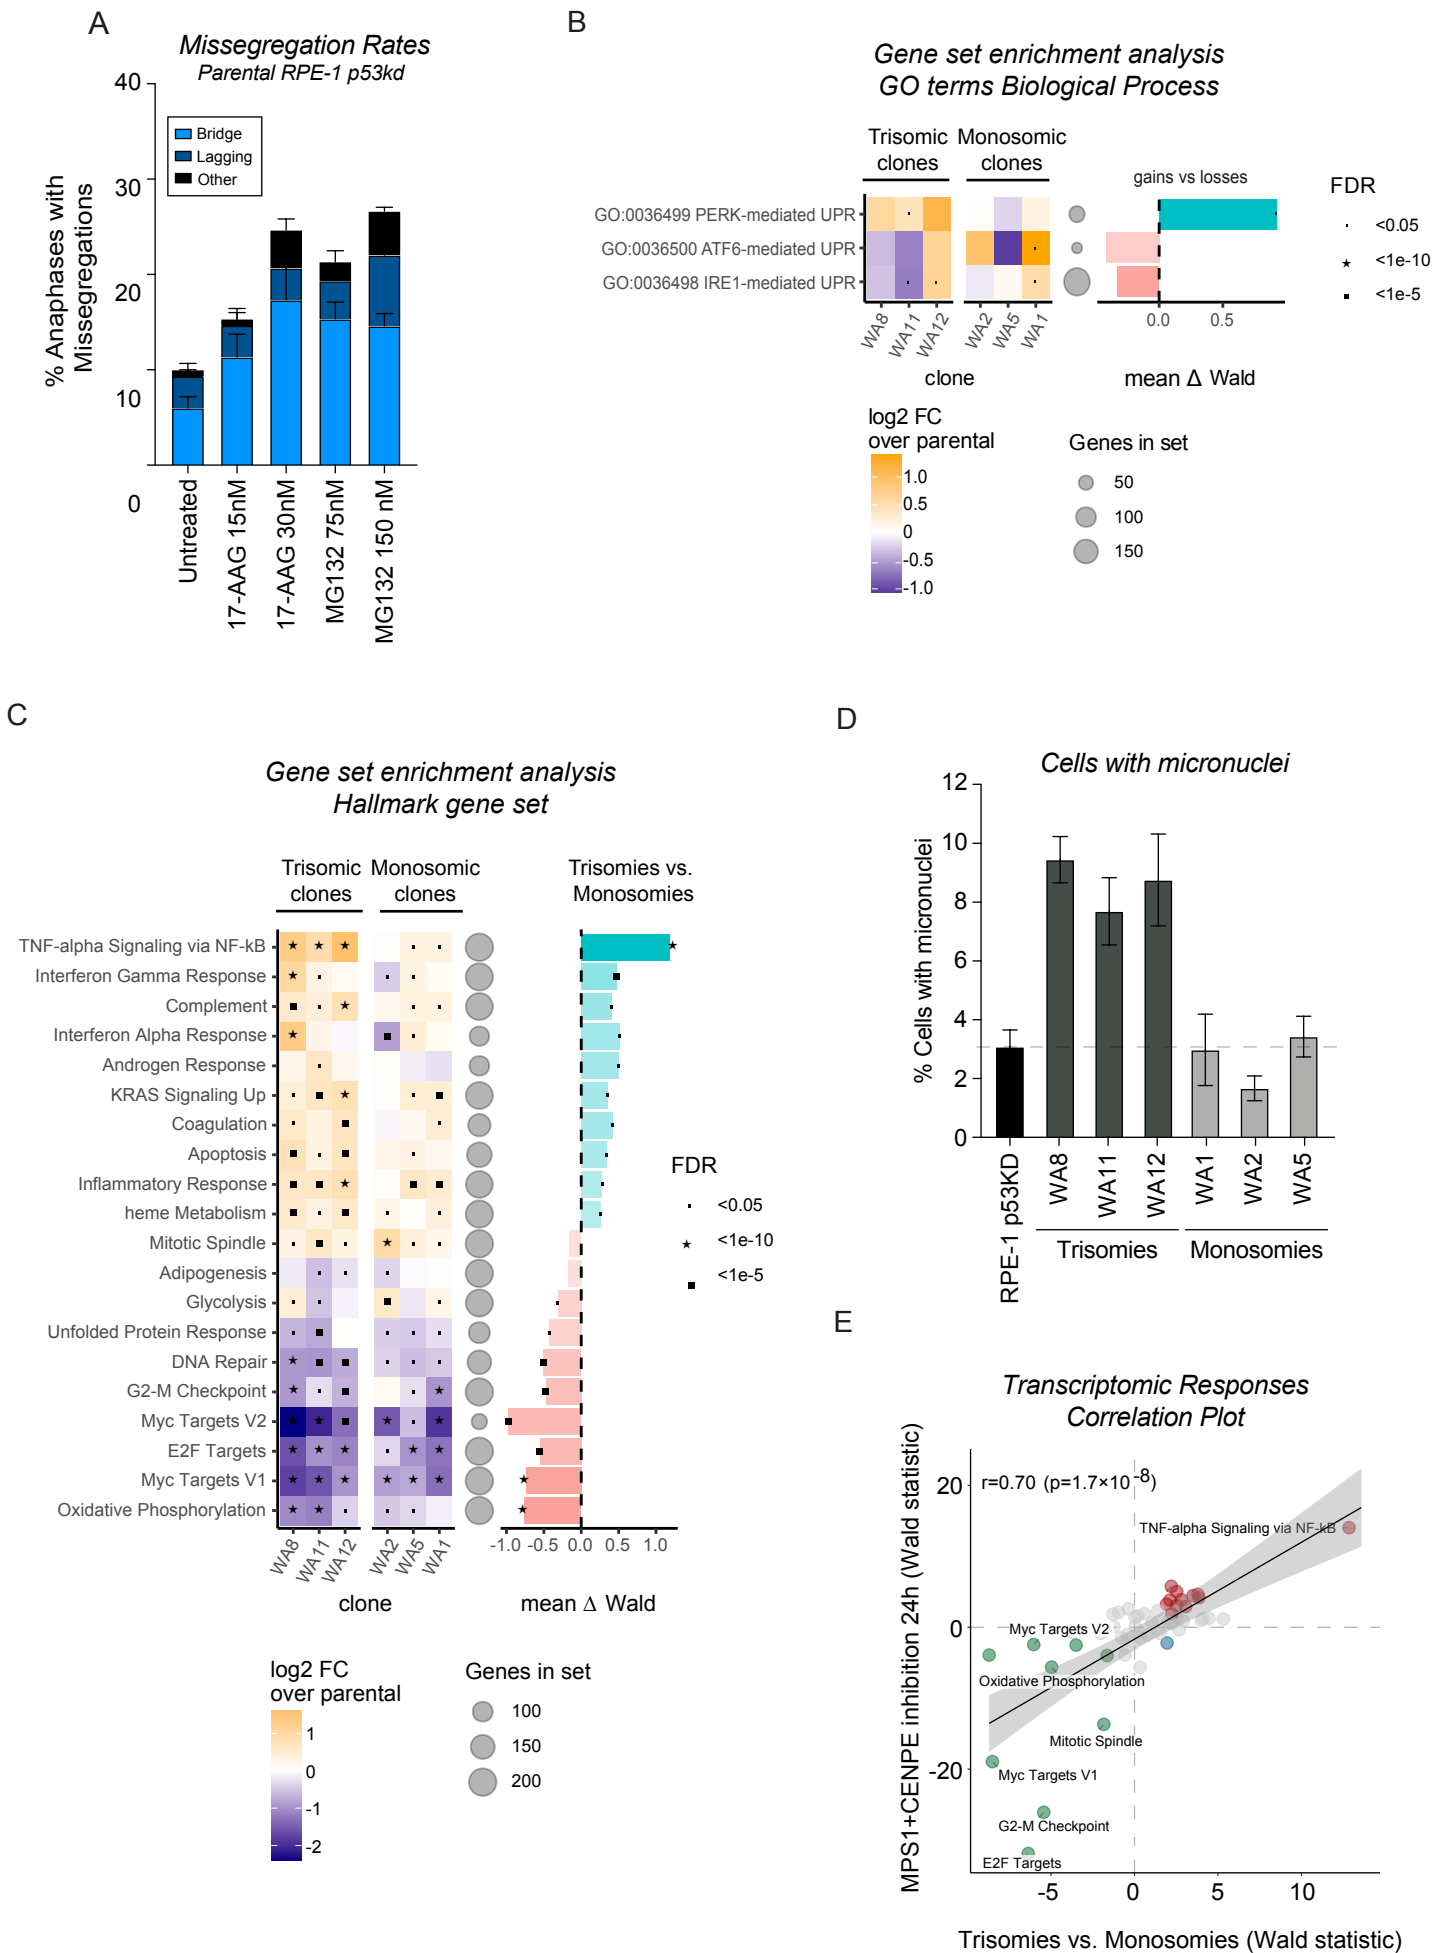 A
Missegregation Rates
Parental RPE-1 p53kd
% Anaphases with
Missegregations
40
30
20
10
0
Bridge
Lagging
Other
Untreated
17-AAG 15nM
17-AAG 30nM
MG132 75nM
MG132 150 nM
B
Gene set enrichment analysis
GO terms Biological Process
Trisomic
clones
Monosomic
clones
gains vs losses
GO:0036499 PERK-mediated UPR
GO:0036500 ATF6-mediated UPR
GO:0036498 IRE1-mediated UPR
WA8
WA11
WA12
WA2
WA5
WA1
clone
0.0
0.5
mean Δ Wald
FDR
<0.05
<1e-10
<1e-5
log2 FC
over parental
1.0
0.5
0
-0.5
-1.0
Genes in set
50
100
150
C
Gene set enrichment analysis
Hallmark gene set
Trisomic
clones
Monosomic
clones
Trisomies vs.
Monosomies
TNF-alpha Signaling via NF-kB
Interferon Gamma Response
Complement
Interferon Alpha Response
Androgen Response
KRAS Signaling Up
Coagulation
Apoptosis
Inflammatory Response
heme Metabolism
Mitotic Spindle
Adipogenesis
Glycolysis
Unfolded Protein Response
DNA Repair
G2-M Checkpoint
Myc Targets V2
E2F Targets
Myc Targets V1
Oxidative Phosphorylation
WA8
WA11
WA12
WA2
WA5
WA1
clone
-1.0
-0.5
0.0
0.5
1.0
mean Δ Wald
FDR
<0.05
<1e-10
<1e-5
log2 FC
over parental
1
0
-1
-2
Genes in set
100
150
200
D
Cells with micronuclei
% Cells with micronuclei
12
10
8
6
4
2
0
RPE-1 p53KD
WA8
WA11
WA12
WA1
WA2
WA5
Trisomies
Monosomies
E
Transcriptomic Responses
Correlation Plot
MPS1+CENPE inhibition 24h (Wald statistic)
20
0
-20
r=0.70 (p=1.7×10-8)
TNF-alpha Signaling via NF-kB
Myc Targets V2
Oxidative Phosphorylation
Mitotic Spindle
Myc Targets V1
G2-M Checkpoint
E2F Targets
-5
0
5
10
Trisomies vs. Monosomies (Wald statistic)